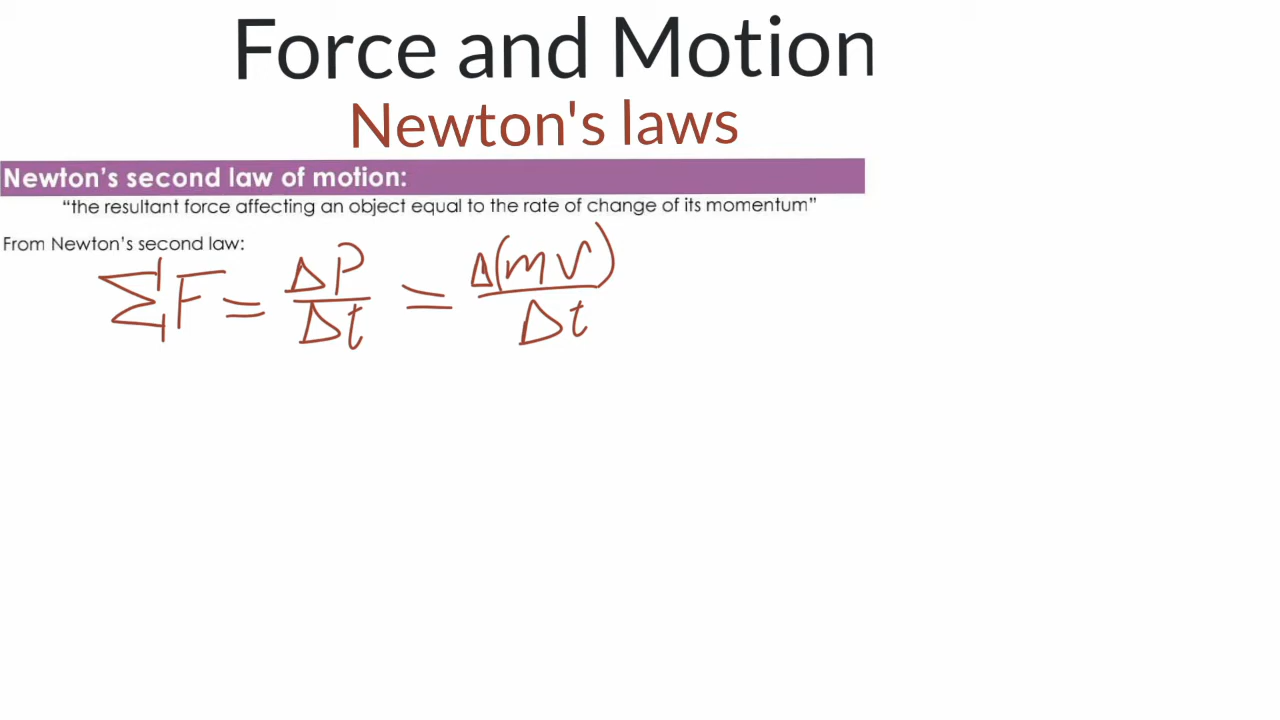 Force and Motion
Newton's laws
Newton's second law of motion:
“the resultant force affecting an object equal to the rate of change of its momentum”
From Newton's second law:
ΣF = ΔP/Δt = Δ(mv)/Δt